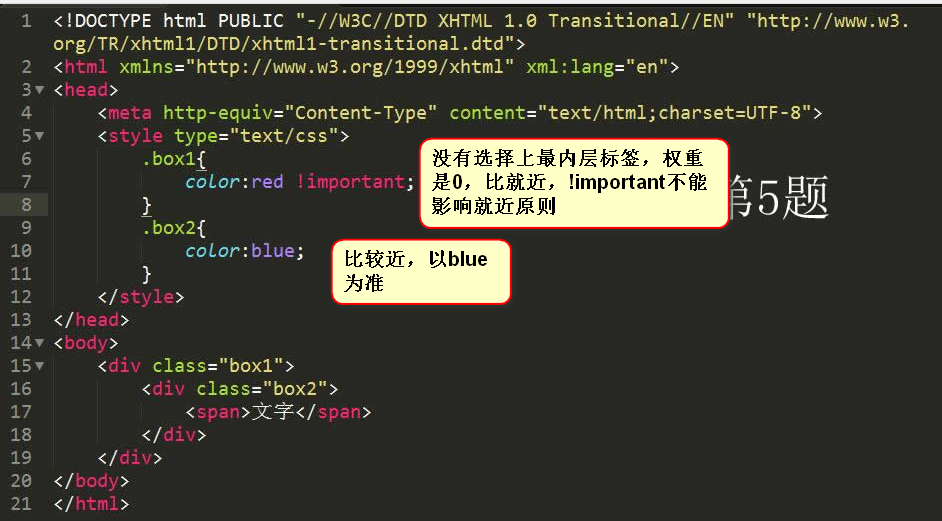 1 <!DOCTYPE html PUBLIC "-//W3C//DTD XHTML 1.0 Transitional//EN" "http://www.w3.
org/TR/xhtml1/DTD/xhtml1-transitional.dtd">
2 <html xmlns="http://www.w3.org/1999/xhtml" xml:lang="en">
3 <head>
4 <meta http-equiv="Content-Type" content="text/html;charset=UTF-8">
5 <style type="text/css">
6 .box1{
7 color:red !important;
8 }
9 .box2{
10 color:blue;
11 }
12 </style>
13 </head>
14 <body>
15 <div class="box1">
16 <div class="box2">
17 <span>文字</span>
18 </div>
19 </div>
20 </body>
21 </html>
没有选择上最内层标签，权重
是0，比就近，!important不能
影响就近原则
第5题
比较近，以blue
为准